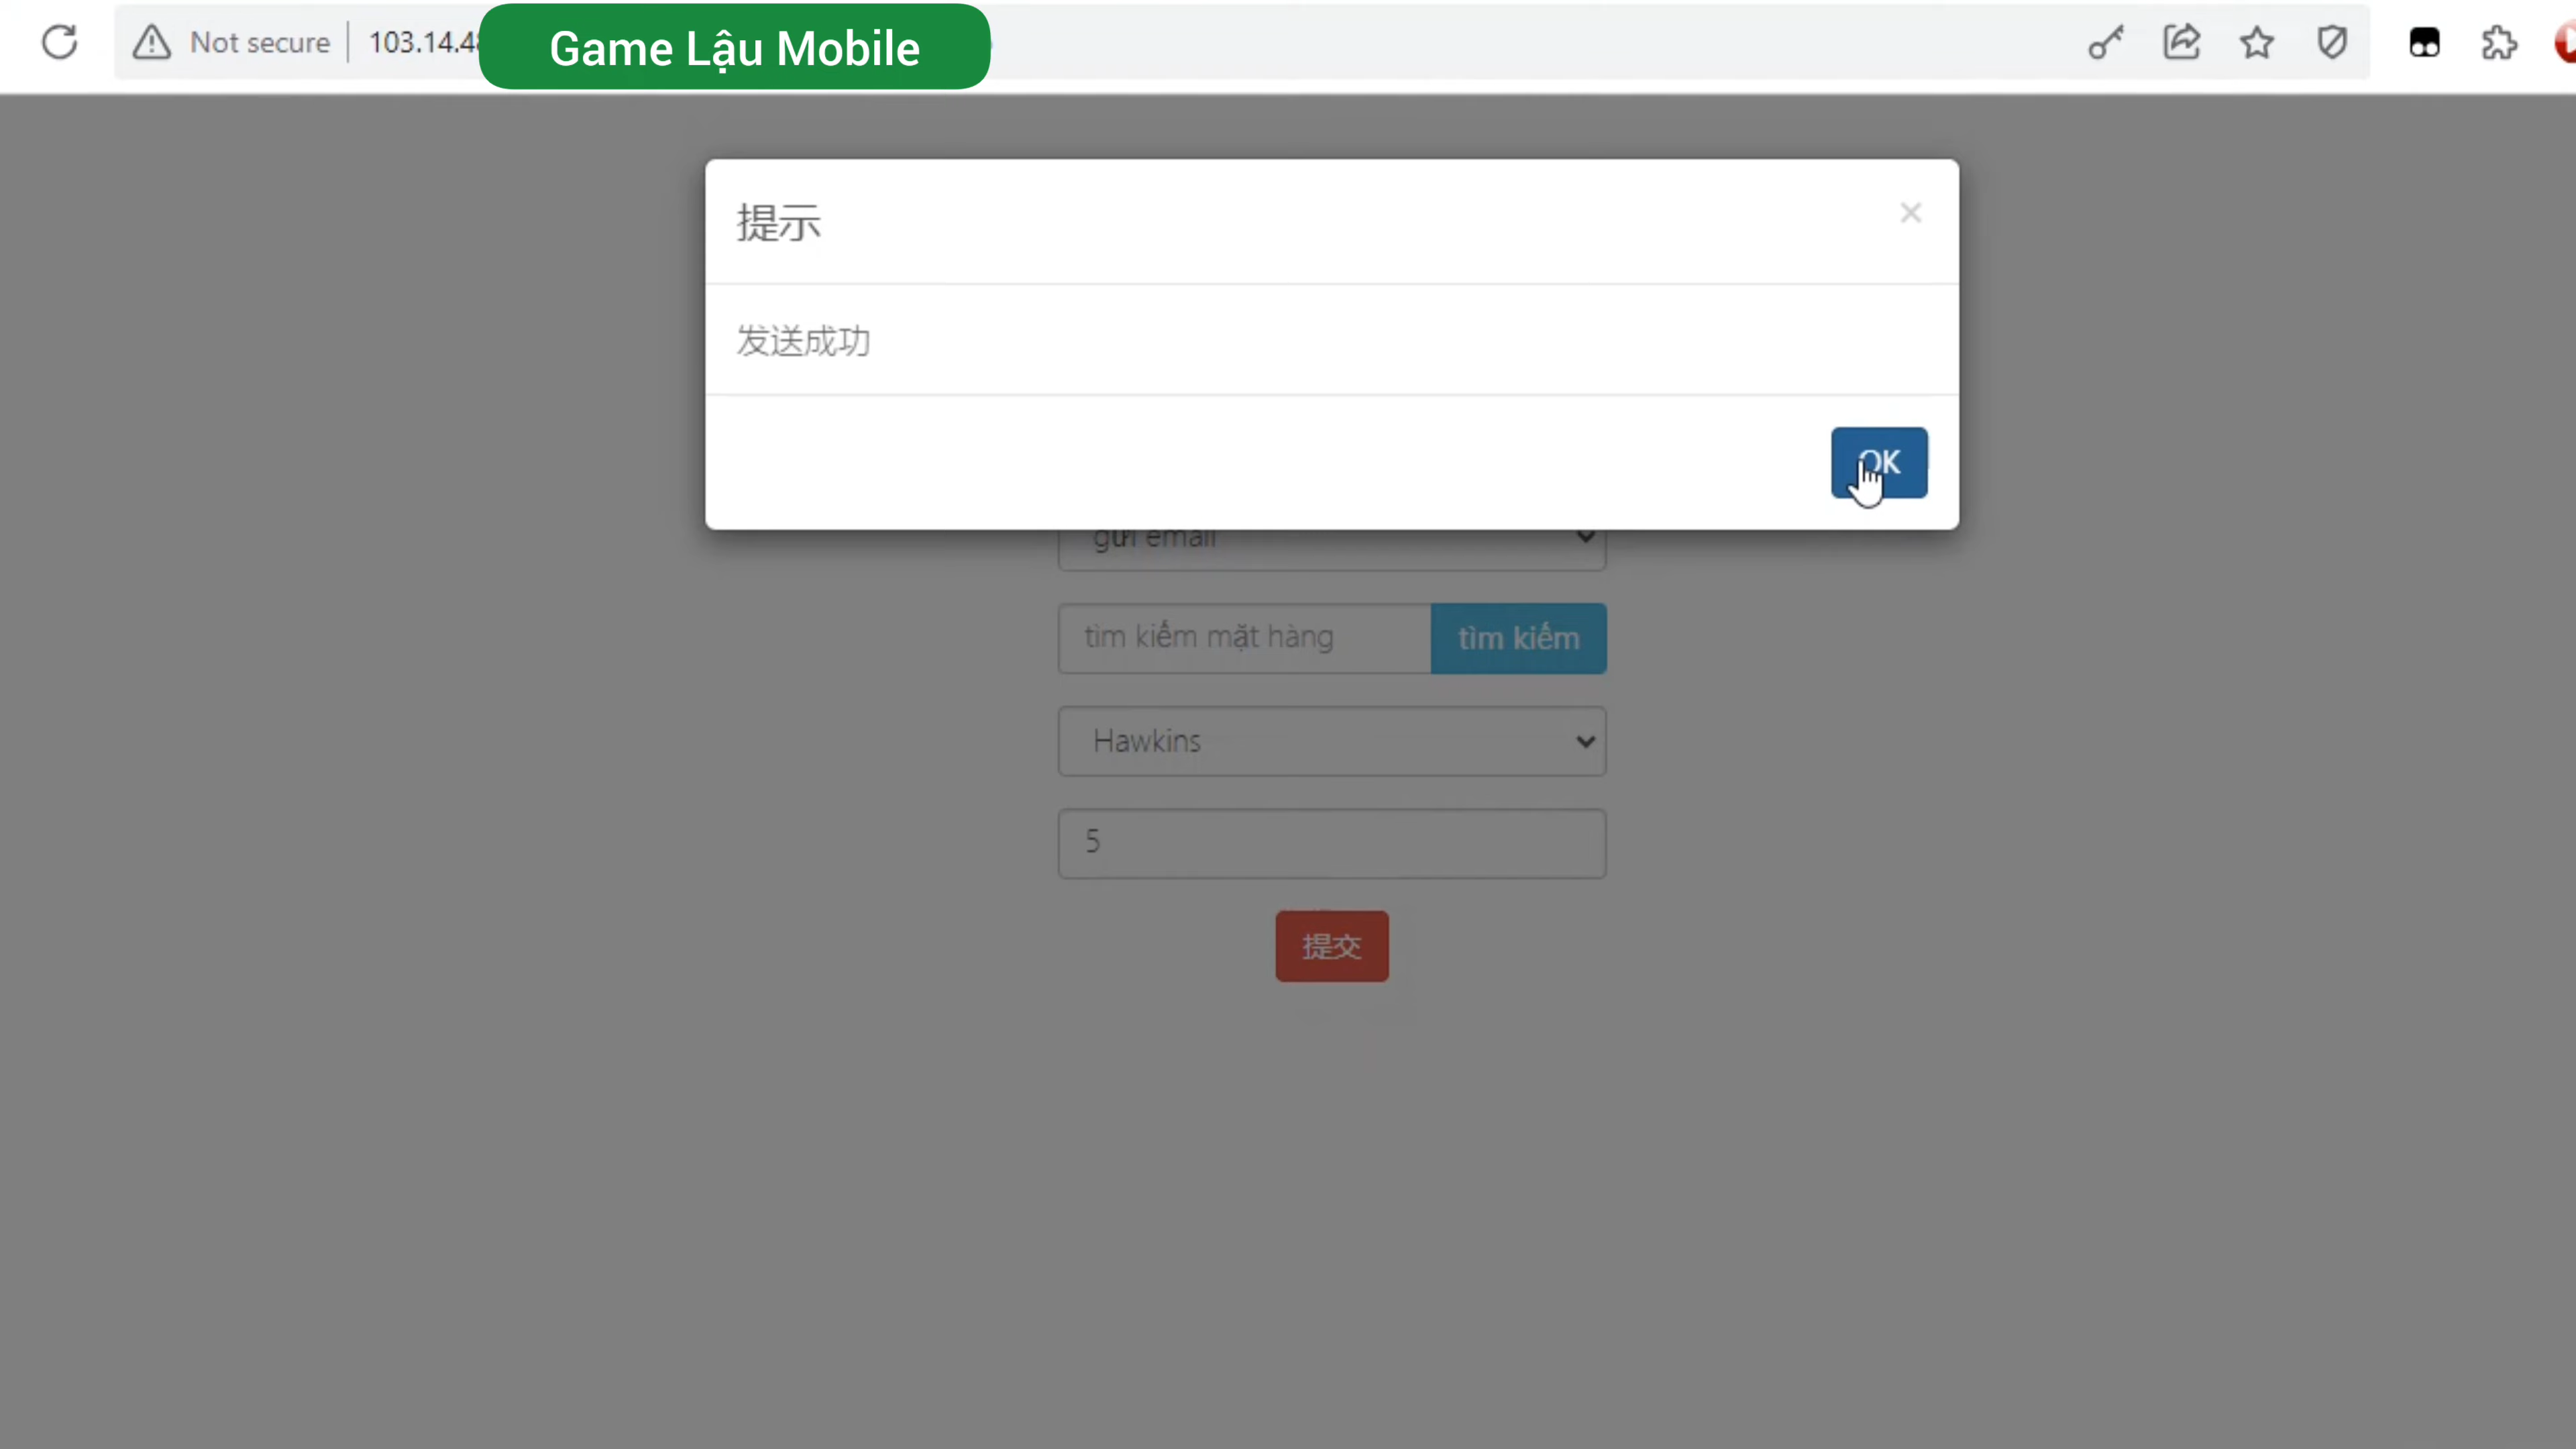 Not secure
103.14.4
Game Lậu Mobile
提示
×
发送成功
OK
gửi email
tìm kiếm mặt hàng
tìm kiếm
Hawkins
5
提交